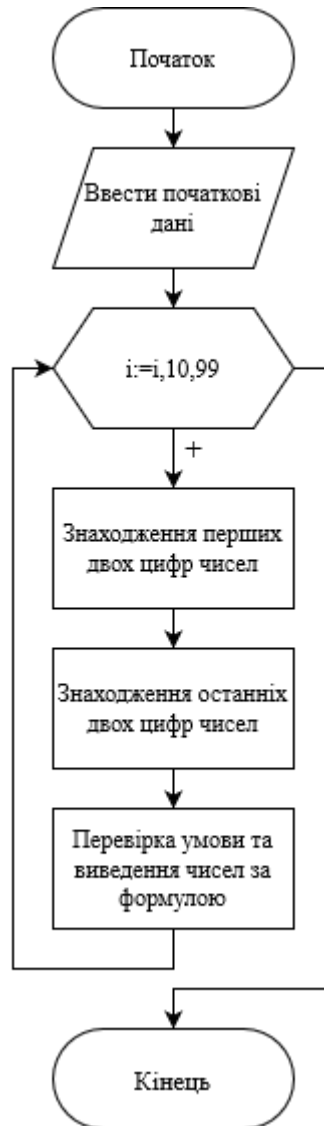 Початок
Ввести початкові
дані
i:=i,10,99
+
Знаходження перших
двох цифр чисел
Знаходження останніх
двох цифр чисел
Перевірка умови та
виведення чисел за
формулою
Кінець